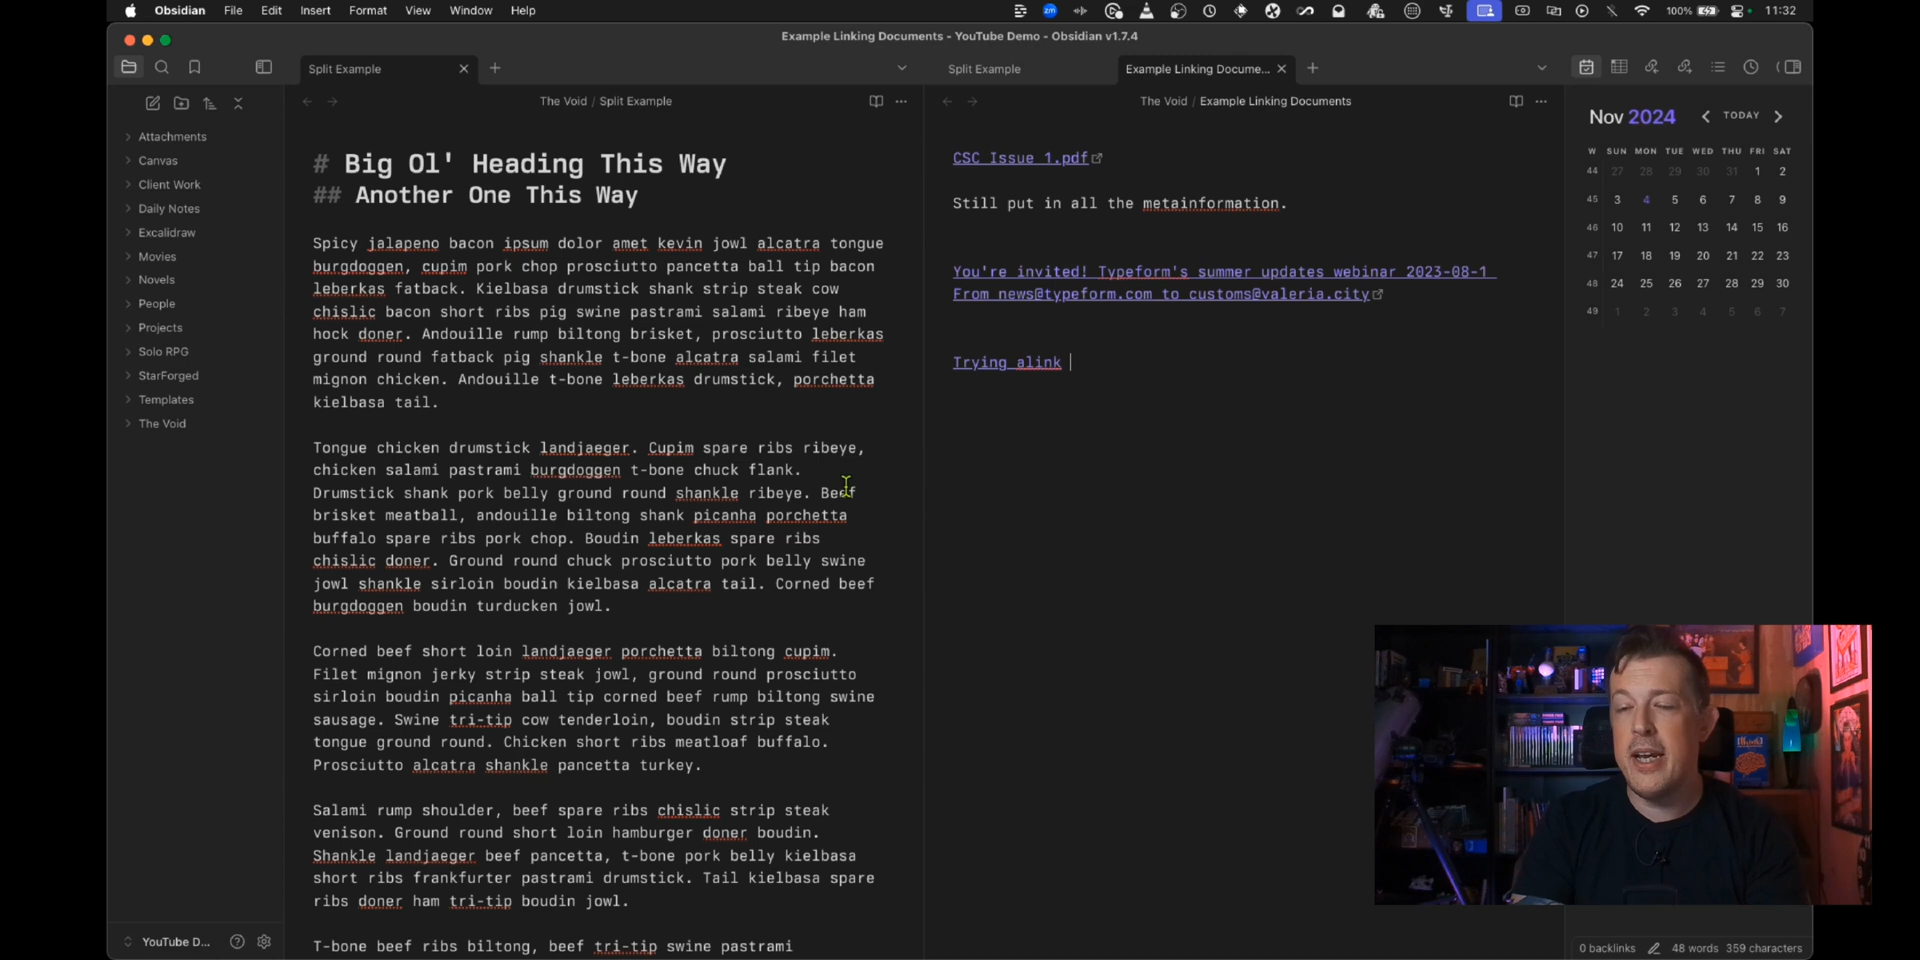 Obsidian File Edit Insert Format View Window Help
100% 11:32
Example Linking Documents - YouTube Demo - Obsidian v1.7.4
Split Example
Split Example
Example Linking Docume...
The Void / Split Example
The Void / Example Linking Documents
Attachments
Canvas
Client Work
Daily Notes
Excalidraw
Movies
Novels
People
Projects
Solo RPG
StarForged
Templates
The Void
YouTube D...
# Big Ol' Heading This Way
## Another One This Way
Spicy jalapeno bacon ipsum dolor amet kevin jowl alcatra tongue
burgdoggen, cupim pork chop prosciutto pancetta ball tip bacon
leberkas fatback. Kielbasa drumstick shank strip steak cow
chislic bacon short ribs pig swine pastrami salami ribeye ham
hock doner. Andouille rump biltong brisket, prosciutto leberkas
ground round fatback pig shankle t-bone alcatra salami filet
mignon chicken. Andouille t-bone leberkas drumstick, porchetta
kielbasa tail.
Tongue chicken drumstick landjaeger. Cupim spare ribs ribeye,
chicken salami pastrami burgdoggen t-bone chuck flank.
Drumstick shank pork belly ground round shankle ribeye. Beef
brisket meatball, andouille biltong shank picanha porchetta
buffalo spare ribs pork chop. Boudin leberkas spare ribs
chislic doner. Ground round chuck prosciutto pork belly swine
jowl shankle sirloin boudin kielbasa alcatra tail. Corned beef
burgdoggen boudin turducken jowl.
Corned beef short loin landjaeger porchetta biltong cupim.
Filet mignon jerky strip steak jowl, ground round prosciutto
sirloin boudin picanha ball tip corned beef rump biltong swine
sausage. Swine tri-tip cow tenderloin, boudin strip steak
tongue ground round. Chicken short ribs meatloaf buffalo.
Prosciutto alcatra shankle pancetta turkey.
Salami rump shoulder, beef spare ribs chislic strip steak
venison. Ground round short loin hamburger doner boudin.
Shankle landjaeger beef pancetta, t-bone pork belly kielbasa
short ribs frankfurter pastrami drumstick. Tail kielbasa spare
ribs doner ham tri-tip boudin jowl.
T-bone beef ribs biltong, beef tri-tip swine pastrami
CSC Issue 1.pdf
Still put in all the metainformation.
You're invited! Typeform's summer updates webinar 2023-08-1
From news@typeform.com to customs@valeria.city
Trying alink
Nov 2024 TODAY
W SUN MON TUE WED THU FRI SAT
44 27 28 29 30 31 1 2
45 3 4 5 6 7 8 9
46 10 11 12 13 14 15 16
47 17 18 19 20 21 22 23
48 24 25 26 27 28 29 30
49 1 2 3 4 5 6 7
0 backlinks 48 words 359 characters